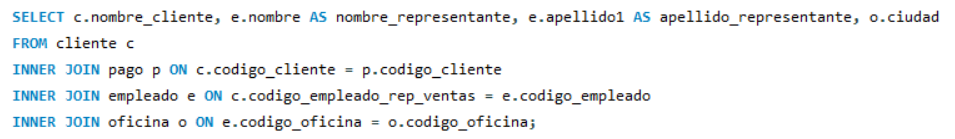 SELECT c.nombre_cliente, e.nombre AS nombre_representante, e.apellido1 AS apellido_representante, o.ciudad
FROM cliente c
INNER JOIN pago p ON c.codigo_cliente = p.codigo_cliente
INNER JOIN empleado e ON c.codigo_empleado_rep_ventas = e.codigo_empleado
INNER JOIN oficina o ON e.codigo_oficina = o.codigo_oficina;